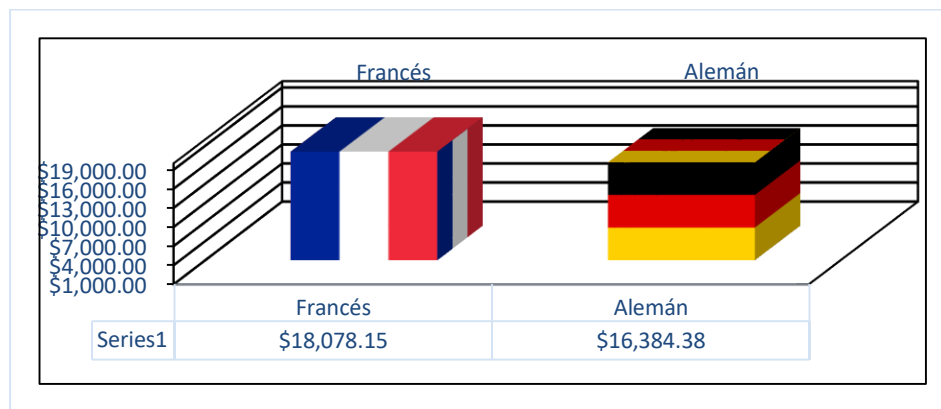 Francés Alemán
$19,000.00
$16,000.00
$13,000.00
$10,000.00
$7,000.00
$4,000.00
$1,000.00
Francés Alemán
Series1 $18,078.15 $16,384.38